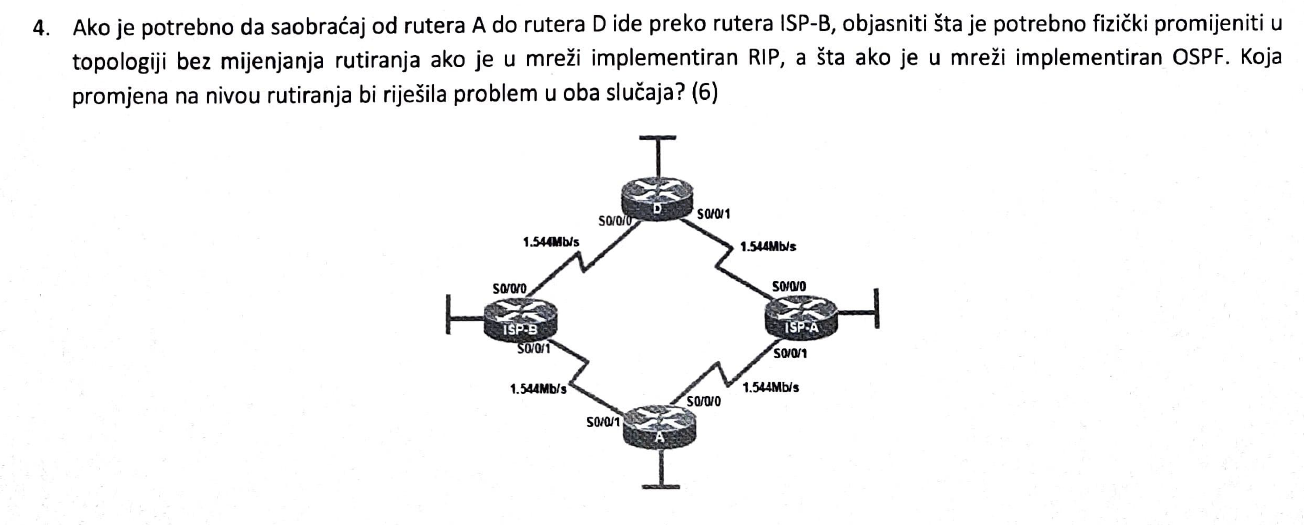 4. Ako je potrebno da saobraćaj od rutera A do rutera D ide preko rutera ISP-B, objasniti šta je potrebno fizički promijeniti u
topologiji bez mijenjanja rutiranja ako je u mreži implementiran RIP, a šta ako je u mreži implementiran OSPF. Koja
promjena na nivou rutiranja bi riješila problem u oba slučaja? (6)
D
S0/0/0
S0/0/1
1.544Mb/s
1.544Mb/s
S0/0/0
S0/0/0
ISP-B
ISP-A
S0/0/1
S0/0/1
1.544Mb/s
1.544Mb/s
S0/0/0
S0/0/1
A